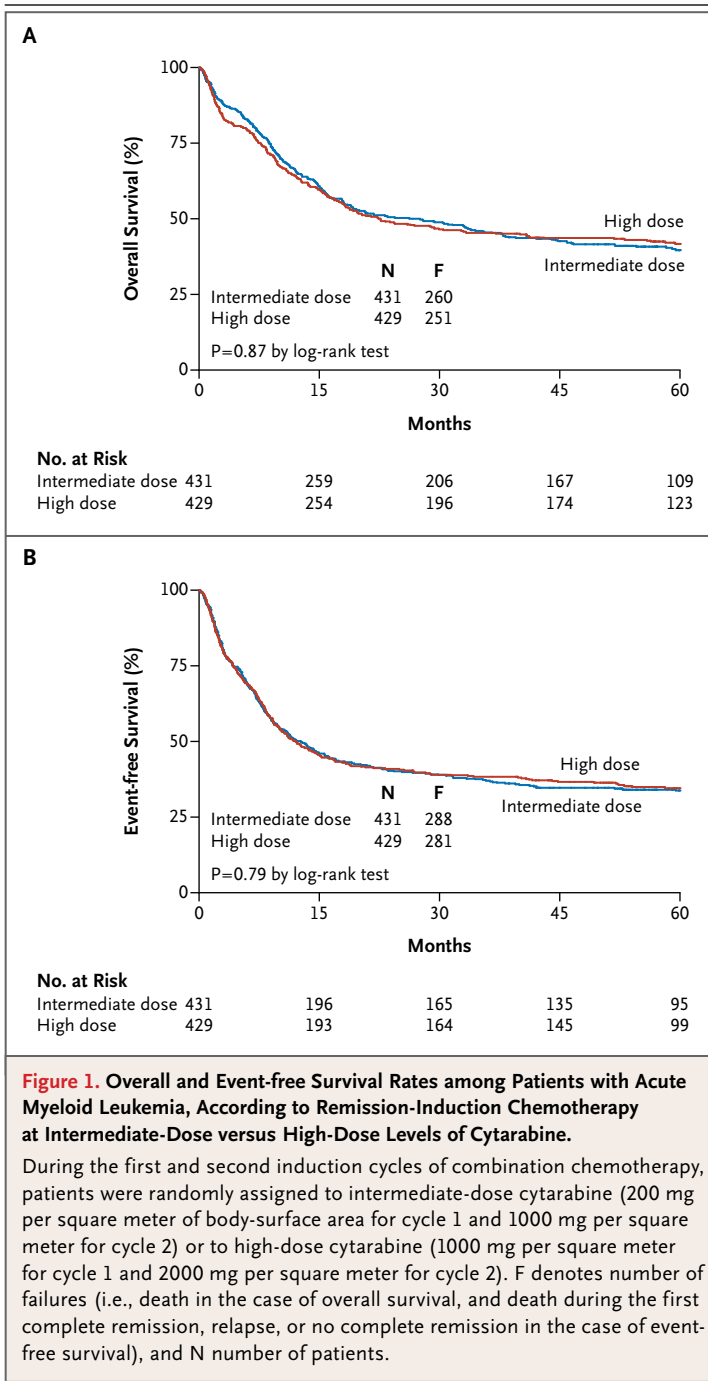 A
100
75
50
25
0
Overall Survival (%)
High dose
Intermediate dose
N F
Intermediate dose 431 260
High dose 429 251
P=0.87 by log-rank test
0 15 30 45 60
Months
No. at Risk
Intermediate dose 431 259 206 167 109
High dose 429 254 196 174 123
B
100
75
50
25
0
Event-free Survival (%)
High dose
Intermediate dose
N F
Intermediate dose 431 288
High dose 429 281
P=0.79 by log-rank test
0 15 30 45 60
Months
No. at Risk
Intermediate dose 431 196 165 135 95
High dose 429 193 164 145 99
Figure 1. Overall and Event-free Survival Rates among Patients with Acute
Myeloid Leukemia, According to Remission-Induction Chemotherapy
at Intermediate-Dose versus High-Dose Levels of Cytarabine.
During the first and second induction cycles of combination chemotherapy,
patients were randomly assigned to intermediate-dose cytarabine (200 mg
per square meter of body-surface area for cycle 1 and 1000 mg per square
meter for cycle 2) or to high-dose cytarabine (1000 mg per square meter
for cycle 1 and 2000 mg per square meter for cycle 2). F denotes number of
failures (i.e., death in the case of overall survival, and death during the first
complete remission, relapse, or no complete remission in the case of event-
free survival), and N number of patients.